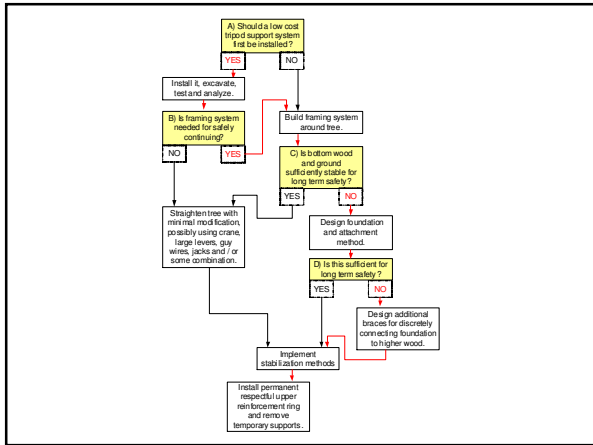 A) Should a low cost
tripod support system
first be installed?
YES
NO
Install it, excavate,
test and analyze.
B) Is framing system
needed for safely
continuing?
NO
YES
Build framing system
around tree.
C) Is bottom wood
and ground
sufficiently stable for
long term safety?
YES
NO
Straighten tree with
minimal modification,
possibly using crane,
large levers, guy
wires, jacks and / or
some combination.
Design foundation
and attachment
method.
D) Is this sufficient for
long term safety?
YES
NO
Design additional
braces for discretely
connecting foundation
to higher wood.
Implement
stabilization methods
Install permanent
respectful upper
reinforcement ring
and remove
temporary supports.